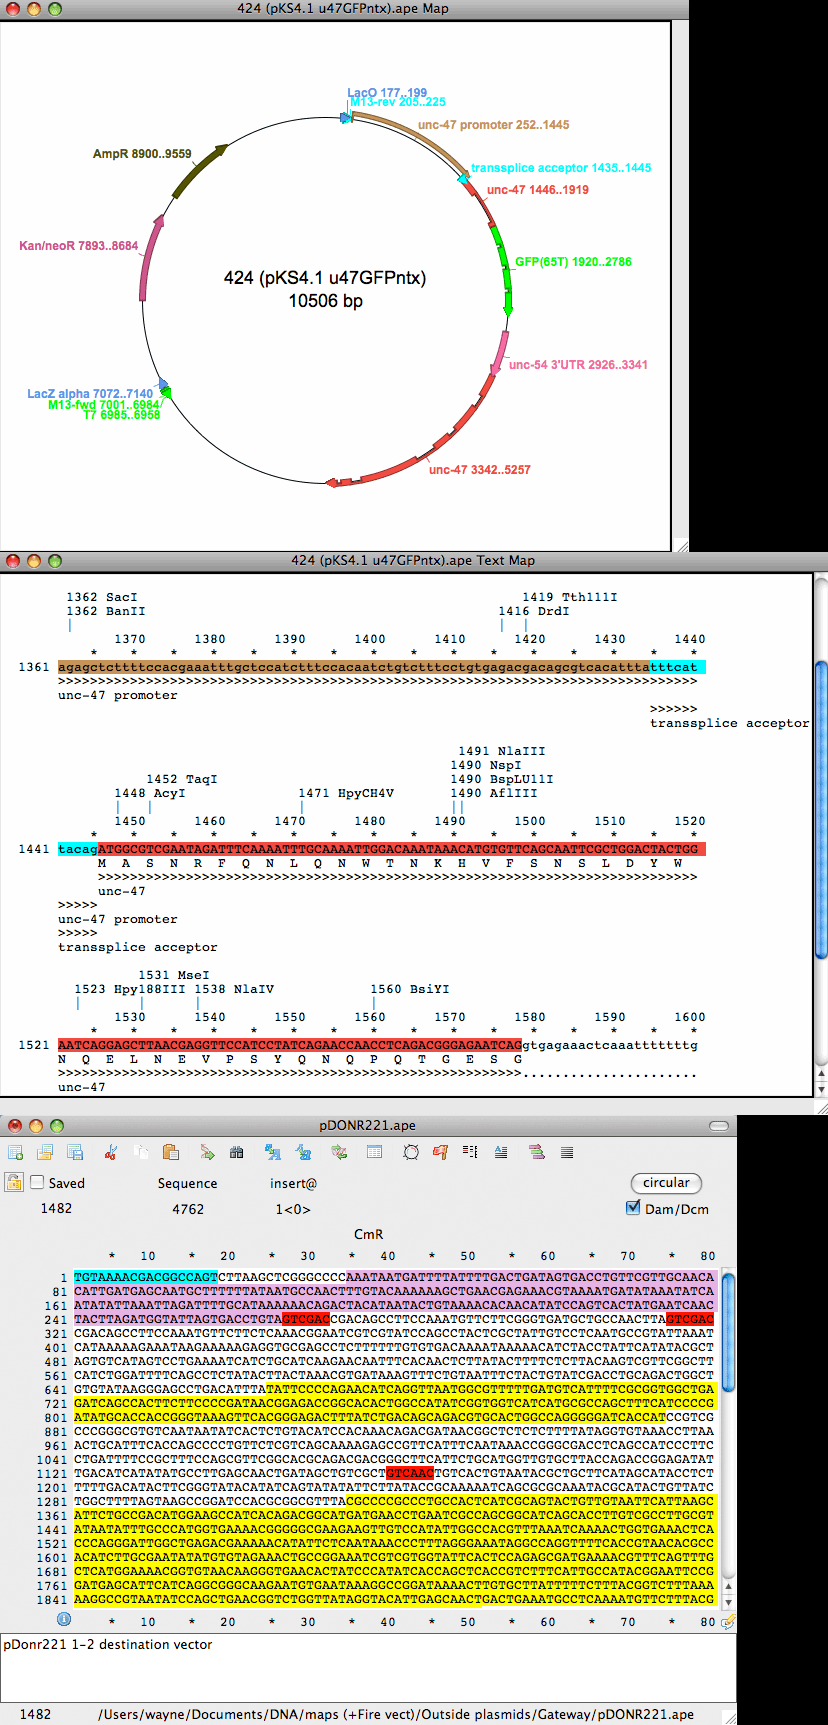 424 (pKS4.1 u47GFPntx).ape Map
LacO 177..199
M13-rev 205..225
unc-47 promoter 252..1445
AmpR 8900..9559
transsplice acceptor 1435..1445
unc-47 1446..1919
Kan/neoR 7893..8684
GFP(65T) 1920..2786
424 (pKS4.1 u47GFPntx)
10506 bp
unc-54 3'UTR 2926..3341
LacZ alpha 7072..7140
M13-fwd 7001..6984
T7 6985..6958
unc-47 3342..5257
424 (pKS4.1 u47GFPntx).ape Text Map
1362 SacI 1419 Tth111I
1362 BanII 1416 DrdI
1370 1380 1390 1400 1410 1420 1430 1440
1361 agagctcttttccacgaaatttgctccatctttccacaatctgtctttcctgtgagacgacagcgtcacatttatttcat
>>>>>>>>>>>>>>>>>>>>>>>>>>>>>>>>>>>>>>>>>>>>>>>>>>>>>>>>>>>>>>>>>>>>>>>>>>>>>>>>
unc-47 promoter
>>>>>>
transsplice acceptor
1491 NlaIII
1490 NspI
1452 TaqI 1490 BspLU11I
1448 AcyI 1471 HpyCH4V 1490 AflIII
1450 1460 1470 1480 1490 1500 1510 1520
1441 tacagATGGCGTCGAATAGATTTCAAAATTTGCAAAATTGGACAAATAAACATGTGTTCAGCAATTCGCTGGACTACTGG
M A S N R F Q N L Q N W T N K H V F S N S L D Y W
>>>>>>>>>>>>>>>>>>>>>>>>>>>>>>>>>>>>>>>>>>>>>>>>>>>>>>>>>>>>>>>>>>>>>>>>>>>
unc-47
>>>>>
unc-47 promoter
>>>>>
transsplice acceptor
1531 MseI
1523 Hpy188III 1538 NlaIV 1560 BsiYI
1530 1540 1550 1560 1570 1580 1590 1600
1521 AATCAGGAGCTTAACGAGGTTCCATCCTATCAGAACCAACCTCAGACGGGAGAATCAGgtgagaaactcaaattttttttg
N Q E L N E V P S Y Q N Q P Q T G E S G
>>>>>>>>>>>>>>>>>>>>>>>>>>>>>>>>>>>>>>>>>>>>>>>>>>>>>>>>>>......................
unc-47
pDONR221.ape
Saved Sequence insert@ circular
1482 4762 1<0> Dam/Dcm
CmR
* 10 * 20 * 30 * 40 * 50 * 60 * 70 * 80
1 TGTAAAACGACGGCCAGTCTTAAGCTCGGGCCCCAAATAATGATTTTATTTTGACTGATAGTGACCTGTTCGTTGCAACA
81 CATTGATGAGCAATGCTTTTTTATAATGCCAACTTTGTACAAAAAAGCTGAACGAGAAACGTAAAATGATATAAATATCA
161 ATATATTAAATTAGATTTTGCATAAAAAACAGACTACATAATACTGTAAAACACAACATATCCAGTCACTATGAATCAAC
241 TACTTAGATGGTATTAGTGACCTGTAGTCGACCGACAGCCTTCCAAATGTTCTTCGGGTGATGCTGCCAACTTAGTCGAC
321 CGACAGCCTTCCAAATGTTCTTCTCAAACGGAATCGTCGTATCCAGCCTACTCGCTATTGTCCTCAATGCCGTATTAAAT
401 CATAAAAAGAAATAAGAAAAAGAGGTGCGAGCCTCTTTTTTGTGTGACAAAATAAAAACATCTACCTATTCATATACGCT
481 AGTGTCATAGTCCTGAAAATCATCTGCATCAAGAACAATTTCACAACTCTTATACTTTTCTCTTACAAGTCGTTCGGCTT
561 CATCTGGATTTTCAGCCTCTATACTTACTAAACGTGATAAAGTTTCTGTAATTTCTACTGTATCGACCTGCAGACTGGCT
641 GTGTATAAGGGAGCCTGACATTTATATTCCCCAGAACATCAGGTTAATGGCGTTTTTGATGTCATTTTCGCGGTGGCTGA
721 GATCAGCCACTTCTTCCCCGATAACGGAGACCGGCACACTGGCCATATCGGTGGTCATCATGCGCCAGCTTTCATCCCCG
801 ATATGCACCACCGGGTAAAGTTCACGGGAGACTTTATCTGACAGCAGACGTGCACTGGCCAGGGGGATCACCATCCGTCG
881 CCCGGGCGTGTCAATAATATCACTCTGTACATCCACAAACAGACGATAACGGCTCTCTCTTTTATAGGTGTAAACCTTAA
961 ACTGCATTTCACCAGCCCCTGTTCTCGTCAGCAAAAGAGCCGTTCATTTCAATAAACCGGGCGACCTCAGCCATCCCTTC
1041 CTGATTTTCCGCTTTCCAGCGTTCGGCACGCAGACGACGGGCTTCATTCTGCATGGTTGTGCTTACCAGACCGGAGATAT
1121 TGACATCATATATGCCTTGAGCAACTGATAGCTGTCGCTGTCAACTGTCACTGTAATACGCTGCTTCATAGCATACCTCT
1201 TTTTGACATACTTCGGGTATACATATCAGTATATATTCTTATACCGCAAAAATCAGCGCGCAAATACGCATACTGTTATC
1281 TGGCTTTTAGTAAGCCGGATCCACGCGGCGTTTACGCCCCGCCCTGCCACTCATCGCAGTACTGTTGTAATTCATTAAGC
1361 ATTCTGCCGACATGGAAGCCATCACAGACGGCATGATGAACCTGAATCGCCAGCGGCATCAGCACCTTGTCGCCTTGCGT
1441 ATAATATTTGCCCATGGTGAAAACGGGGGCGAAGAAGTTGTCCATATTGGCCACGTTTAAATCAAAACTGGTGAAACTCA
1521 CCCAGGGATTGGCTGAGACGAAAAACATATTCTCAATAAACCCTTTAGGGAAATAGGCCAGGTTTTCACCGTAACACGCC
1601 ACATCTTGCGAATATATGTGTAGAAACTGCCGGAAATCGTCGTGGTATTCACTCCAGAGCGATGAAAACGTTTCAGTTTG
1681 CTCATGGAAAACGGTGTAACAAGGGTGAACACTATCCCATATCACCAGCTCACCGTCTTTCATTGCCATACGGAATTCCG
1761 GATGAGCATTCATCAGGCGGGCAAGAATGTGAATAAAGGCCGGATAAAACTTGTGCTTATTTTTCTTTACGGTCTTTAAA
1841 AAGGCCGTAATATCCAGCTGAACGGTCTGGTTATAGGTACATTGAGCAACTGACTGAAATGCCTCAAAATGTTCTTTACG
* 10 * 20 * 30 * 40 * 50 * 60 * 70 * 80
pDonr221 1-2 destination vector
1482 /Users/wayne/Documents/DNA/maps (+Fire vect)/Outside plasmids/Gateway/pDONR221.ape